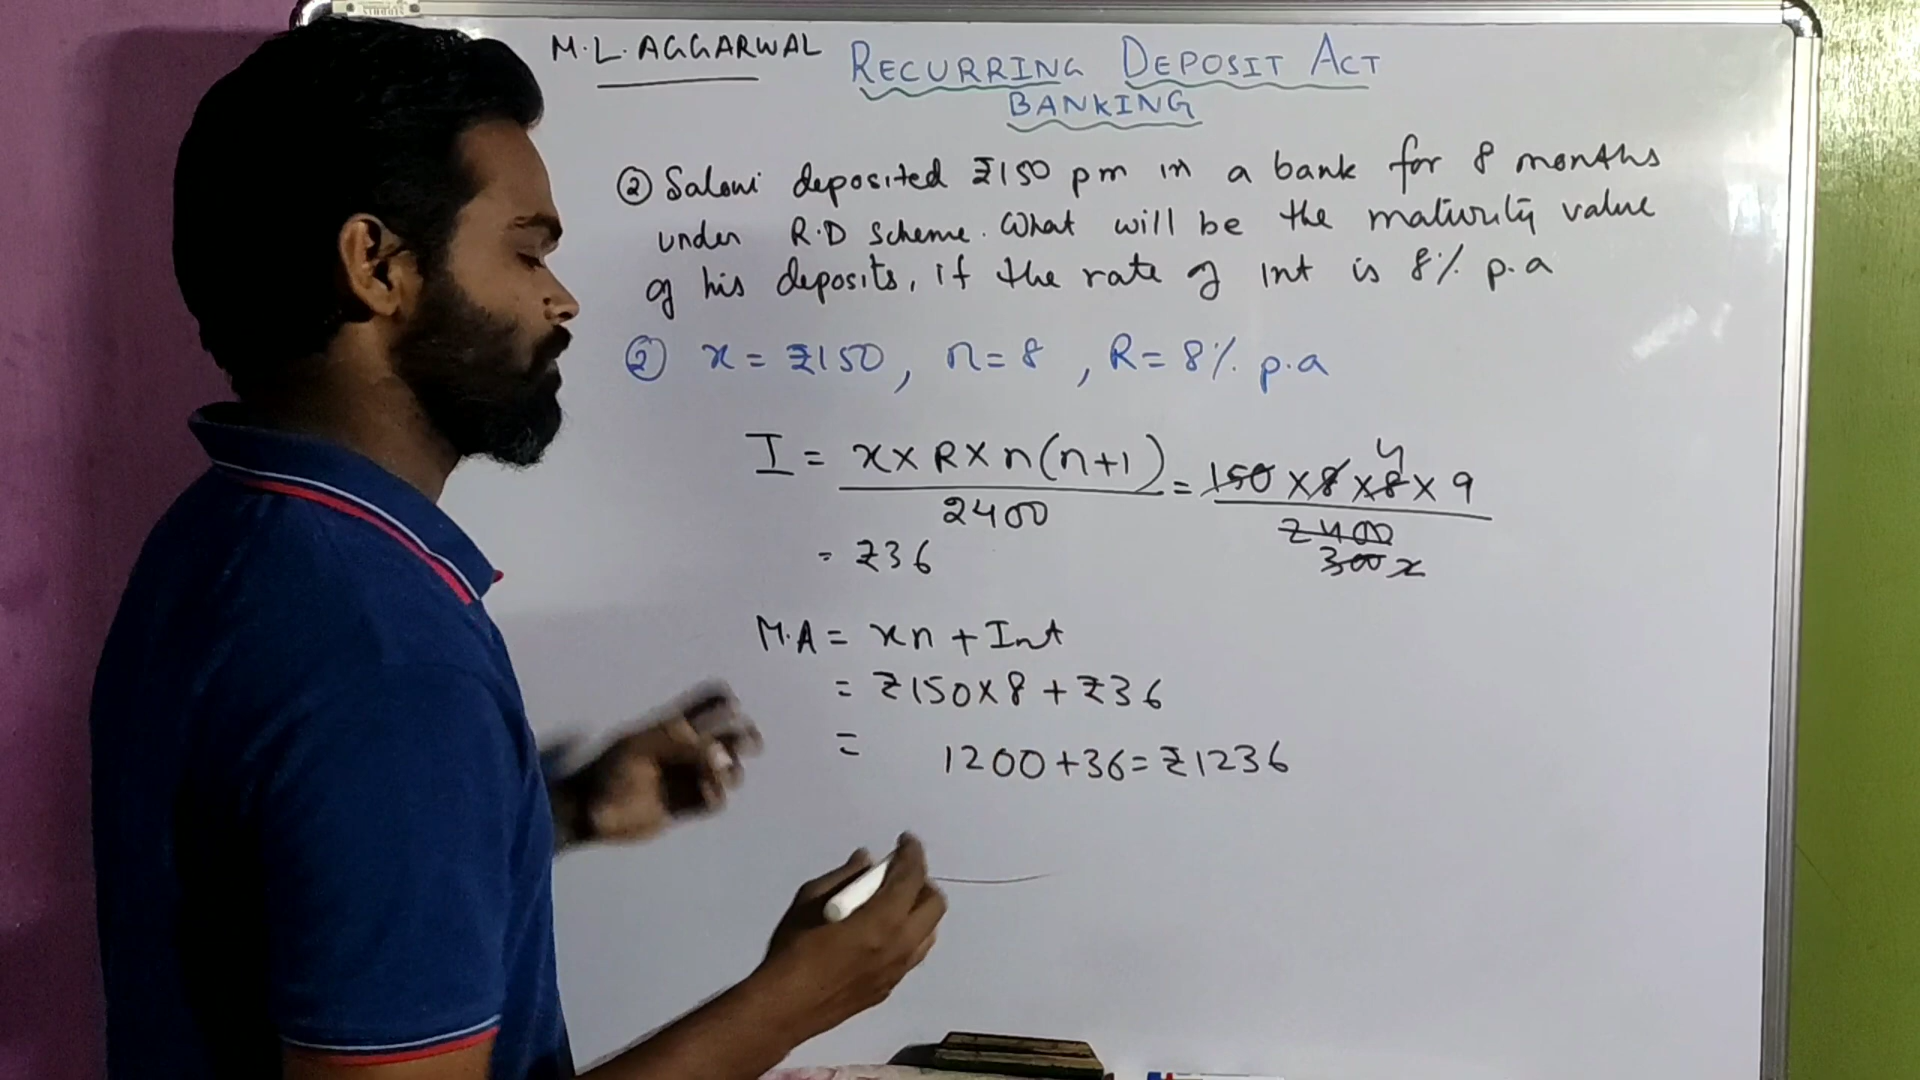 M.L. AGGARWAL
RECURRING DEPOSIT ACT
BANKING
② Saloni deposited ₹150 pm in a bank for 8 months
under R.D scheme. What will be the maturity value
of his deposits, if the rate of int is 8% p.a
② x = ₹150, n = 8, R = 8% p.a
I = x × R × n(n+1) / 2400 = 150 × 8 × 8 × 9 / 2400
4
300 2
= ₹36
M.A = xn + Int
= ₹150×8 + ₹36
= 1200+36=₹1236